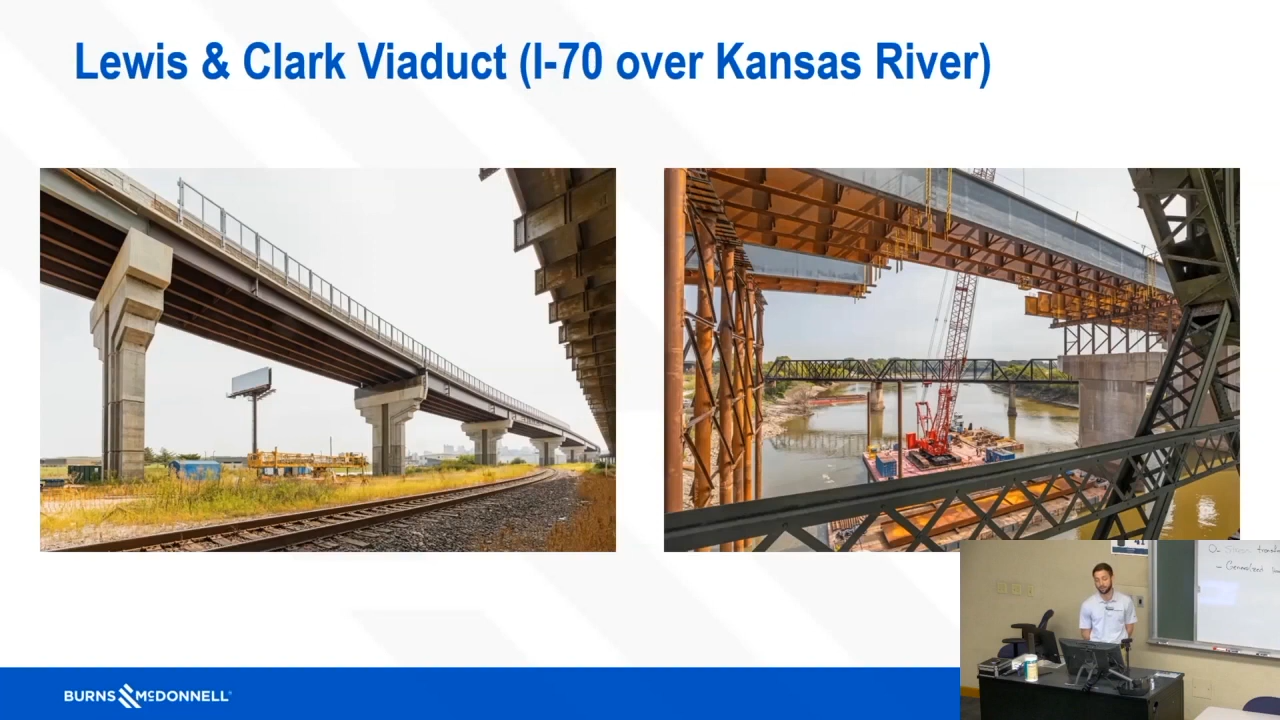 Lewis & Clark Viaduct (I-70 over Kansas River)
BURNS McDONNELL